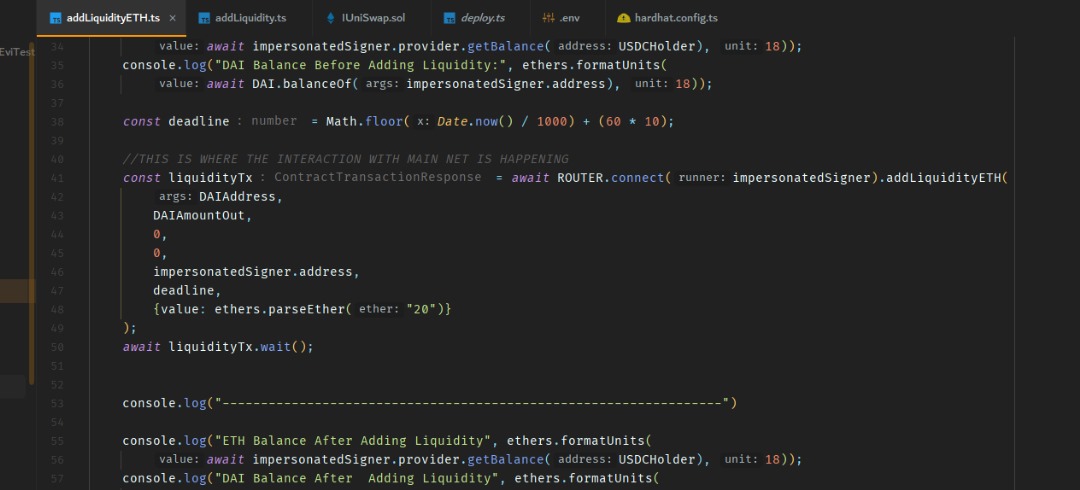 addLiquidityETH.ts × addLiquidity.ts IUniSwap.sol deploy.ts .env hardhat.config.ts
EviTest
34 value: await impersonatedSigner.provider.getBalance( address: USDCHolder), unit: 18));
35 console.log("DAI Balance Before Adding Liquidity:", ethers.formatUnits(
36 value: await DAI.balanceOf( args: impersonatedSigner.address), unit: 18));
37
38 const deadline : number = Math.floor( x: Date.now() / 1000) + (60 * 10);
39
40 //THIS IS WHERE THE INTERACTION WITH MAIN NET IS HAPPENING
41 const liquidityTx : ContractTransactionResponse = await ROUTER.connect( runner: impersonatedSigner).addLiquidityETH(
42 args: DAIAddress,
43 DAIAmountOut,
44 0,
45 0,
46 impersonatedSigner.address,
47 deadline,
48 {value: ethers.parseEther( ether: "20")}
49 );
50 await liquidityTx.wait();
51
52
53 console.log("-----------------------------------------------------------------")
54
55 console.log("ETH Balance After Adding Liquidity", ethers.formatUnits(
56 value: await impersonatedSigner.provider.getBalance( address: USDCHolder), unit: 18));
57 console.log("DAI Balance After  Adding Liquidity", ethers.formatUnits(